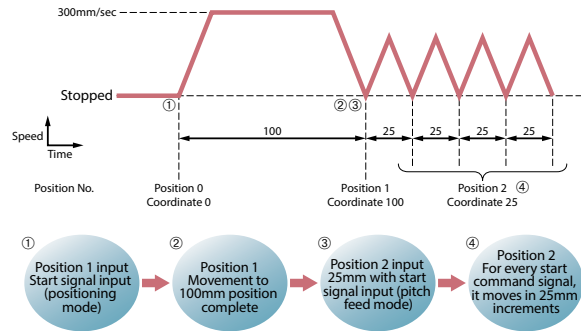 300mm/sec
Stopped
① ② ③
Speed
Time
100 25 25 25 25
Position No. Position 0 Position 1 Position 2 ④
Coordinate 0 Coordinate 100 Coordinate 25
①
Position 1 input
Start signal input
(positioning
mode)
②
Position 1
Movement to
100mm position
complete
③
Position 2 input
25mm with start
signal input (pitch
feed mode)
④
Position 2
For every start
command signal,
it moves in 25mm
increments